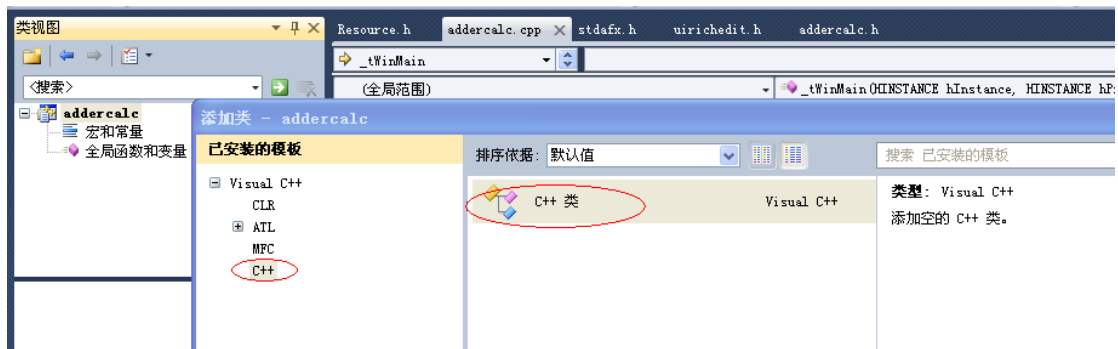 类视图
Resource.h addercalc.cpp stdafx.h uirichedit.h addercalc.h
_tWinMain
<搜索>
(全局范围)
_tWinMain(HINSTANCE hInstance, HINSTANCE hP
addercalc
宏和常量
全局函数和变量
添加类 - addercalc
已安装的模板
排序依据: 默认值
搜索 已安装的模板
Visual C++
CLR
ATL
MFC
C++
C++ 类
Visual C++
类型: Visual C++
添加空的 C++ 类。